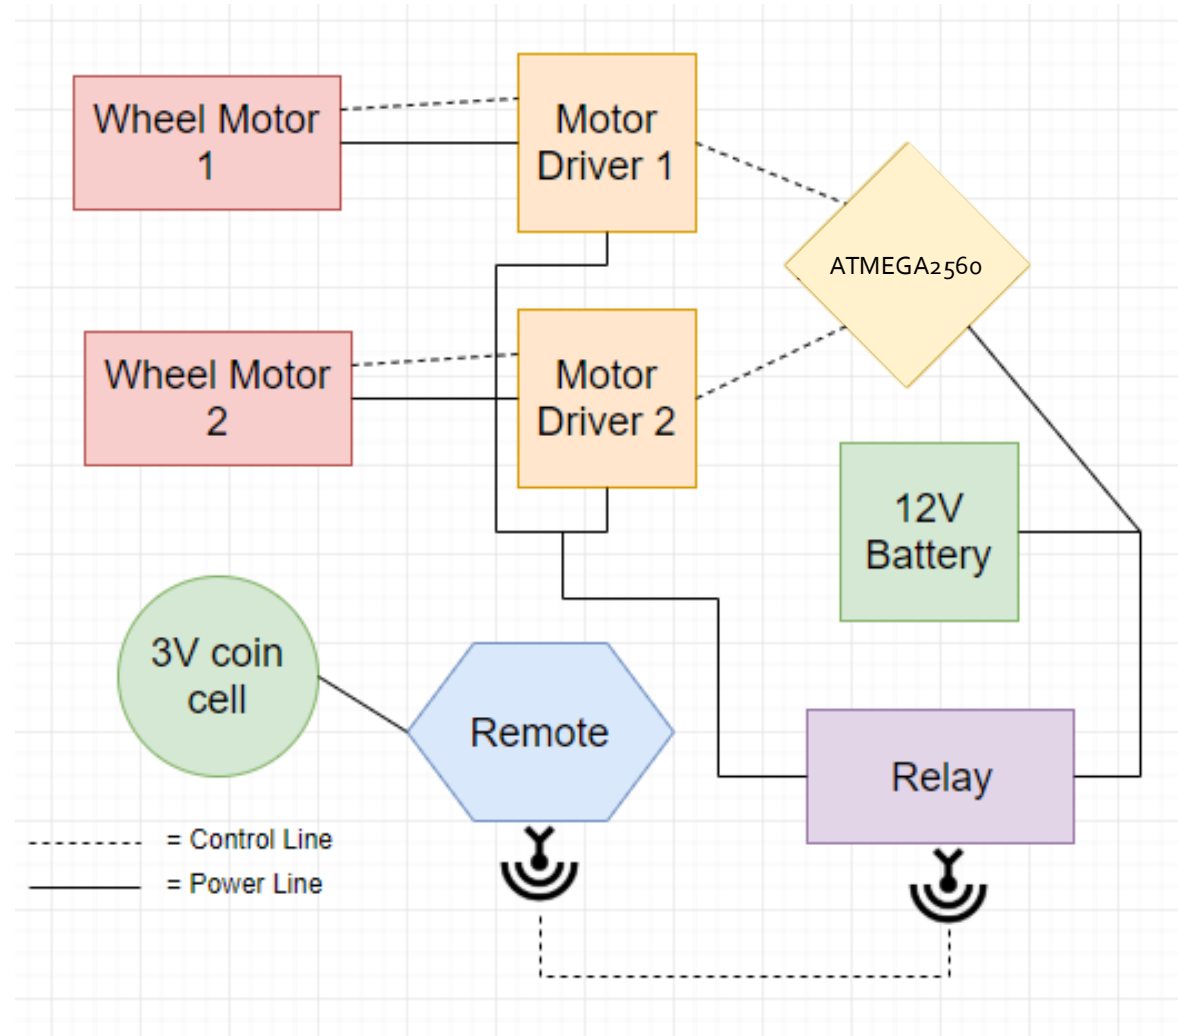 Wheel Motor
1
Motor
Driver 1
ATMEGA2560
Wheel Motor
2
Motor
Driver 2
12V
Battery
3V coin
cell
Remote
Relay
= Control Line
= Power Line